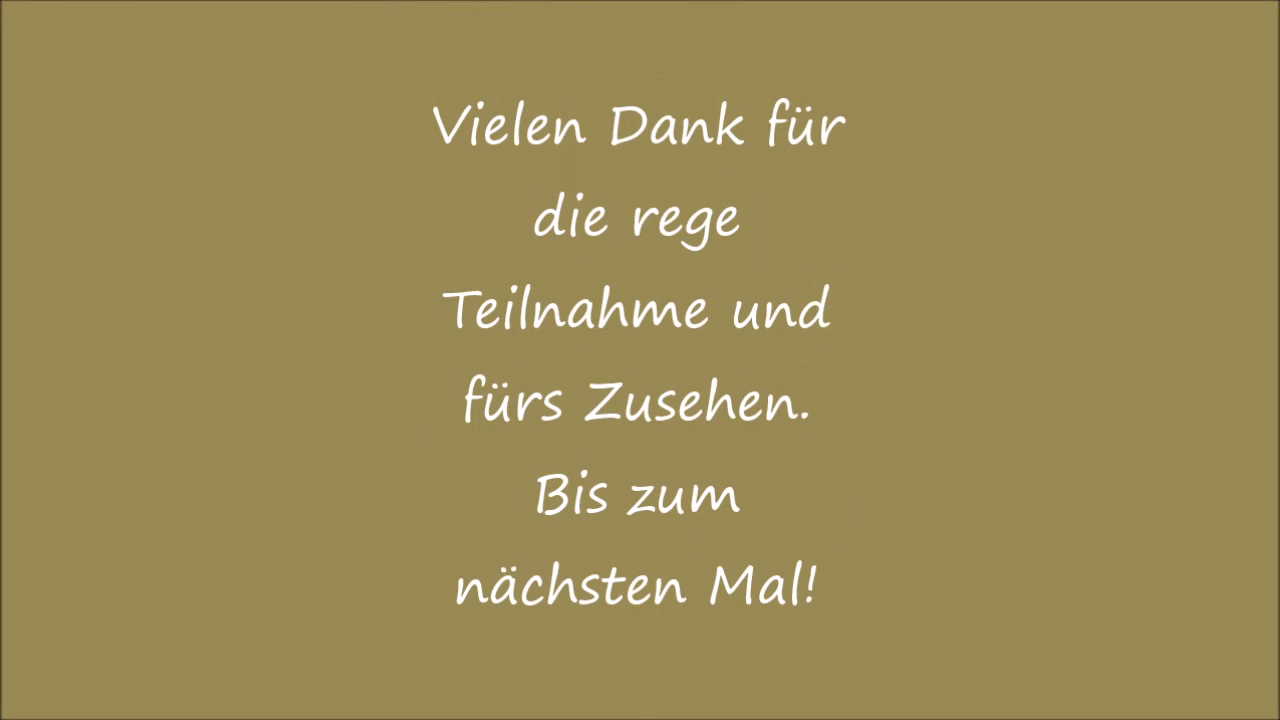 Vielen Dank für
die rege
Teilnahme und
fürs Zusehen.
Bis zum
nächsten Mal!